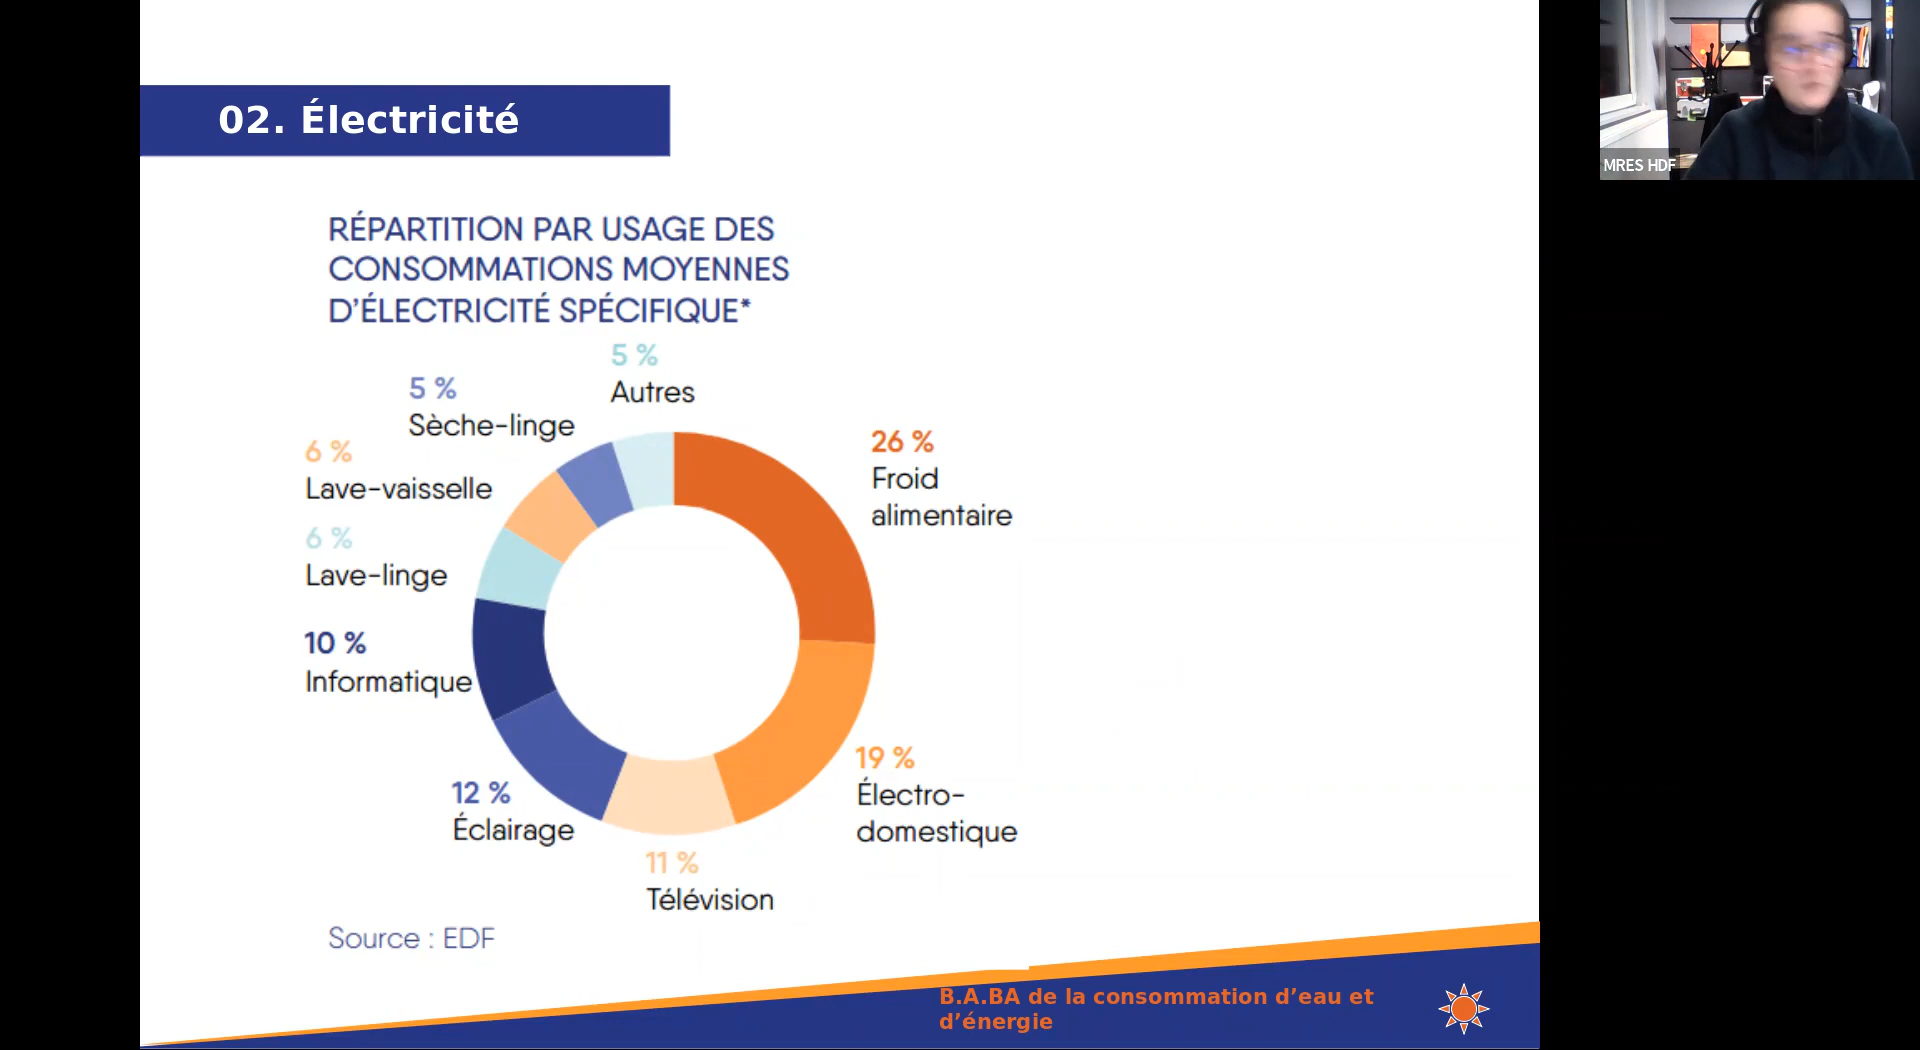 02. Électricité
RÉPARTITION PAR USAGE DES
CONSOMMATIONS MOYENNES
D'ÉLECTRICITÉ SPÉCIFIQUE*
5 %
Autres
5 %
Sèche-linge
6 %
Lave-vaisselle
6 %
Lave-linge
10 %
Informatique
12 %
Éclairage
11 %
Télévision
19 %
Électro-
domestique
26 %
Froid
alimentaire
Source : EDF
B.A.BA de la consommation d’eau et
d’énergie
MRES HDF